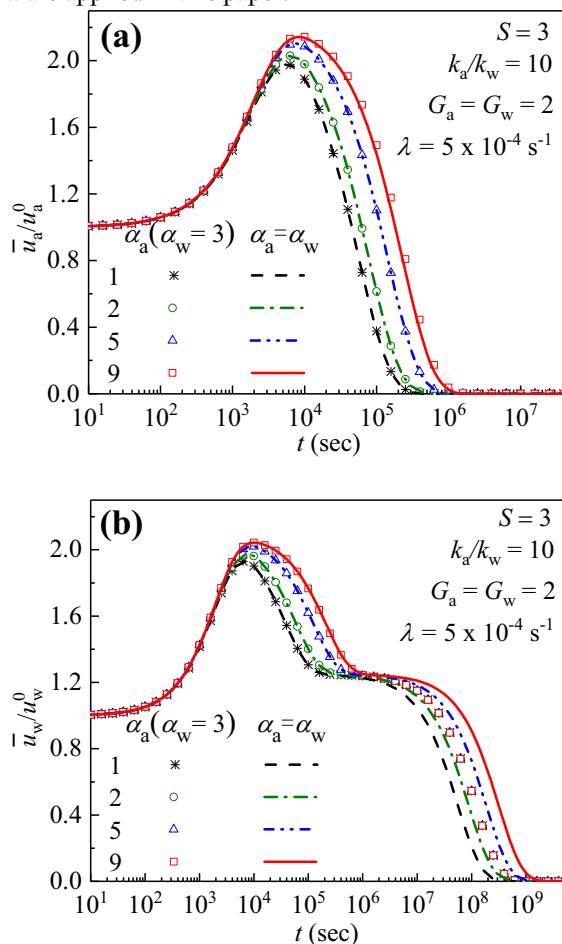 (a)
S = 3
k_a/k_w = 10
G_a = G_w = 2
λ = 5 x 10^-4 s^-1
ū_a/u_a^0
2.0
1.6
1.2
0.8
0.4
0.0
α_a(α_w = 3) α_a=α_w
1
2
5
9
10^1 10^2 10^3 10^4 10^5 10^6 10^7
t (sec)
(b)
S = 3
k_a/k_w = 10
G_a = G_w = 2
λ = 5 x 10^-4 s^-1
ū_w/u_w^0
2.0
1.6
1.2
0.8
0.4
0.0
α_a(α_w = 3) α_a=α_w
1
2
5
9
10^1 10^2 10^3 10^4 10^5 10^6 10^7 10^8 10^9
t (sec)